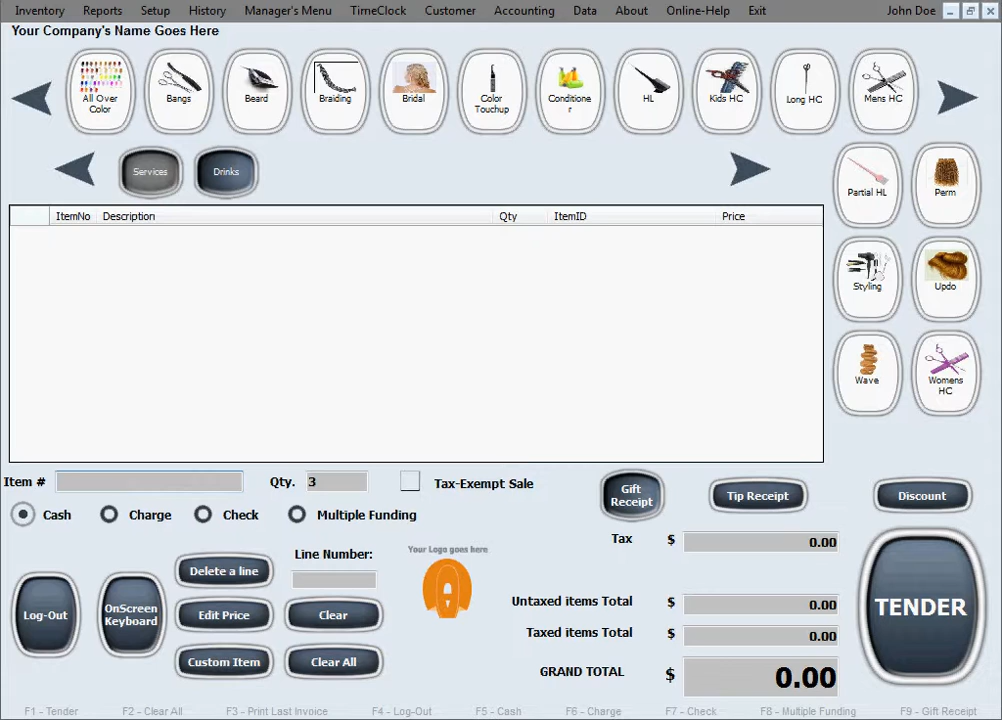 Inventory Reports Setup History Manager's Menu TimeClock Customer Accounting Data About Online-Help Exit John Doe
Your Company's Name Goes Here
All Over
Color
Bangs
Beard
Braiding
Bridal
Color
Touchup
Conditione
r
HL
Kids HC
Long HC
Mens HC
Services
Drinks
Partial HL
Perm
Styling
Updo
Wave
Womens
HC
ItemNo Description Qty ItemID Price
Item #
Qty. 3
Tax-Exempt Sale
Gift
Receipt
Tip Receipt
Discount
Cash Charge Check Multiple Funding
Log-Out
OnScreen
Keyboard
Delete a line
Edit Price
Custom Item
Line Number:
Clear
Clear All
Your Logo goes here
Tax $ 0.00
Untaxed items Total $ 0.00
Taxed items Total $ 0.00
GRAND TOTAL $ 0.00
TENDER
F1 - Tender F2 - Clear All F3 - Print Last Invoice F4 - Log-Out F5 - Cash F6 - Charge F7 - Check F8 - Multiple Funding F9 - Gift Receipt